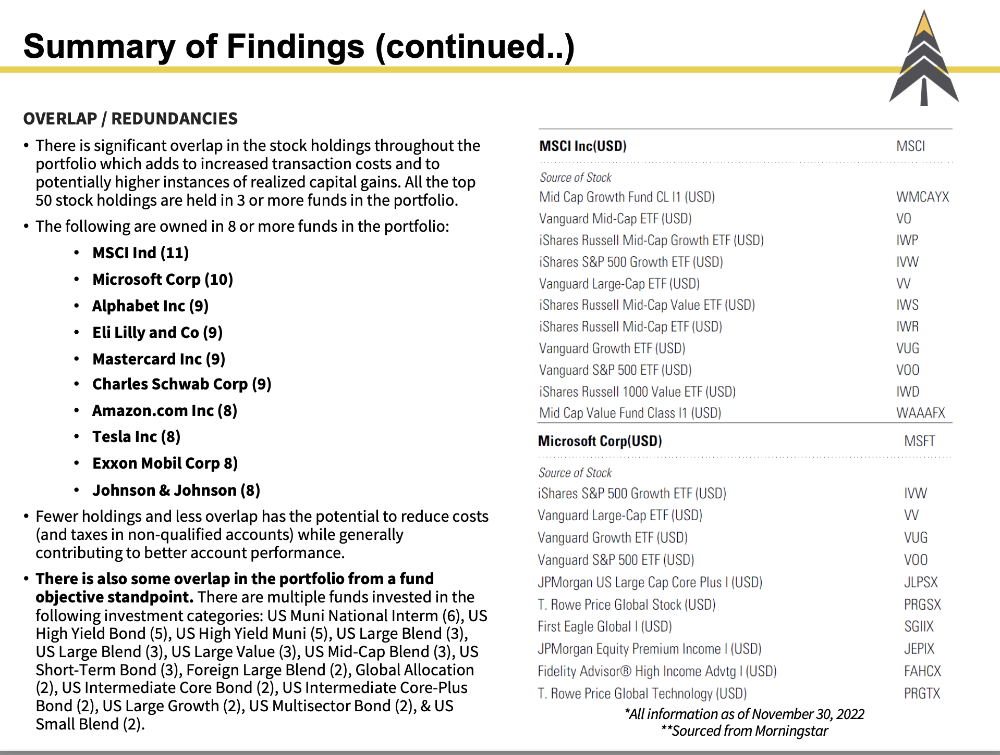 Summary of Findings (continued..)
OVERLAP / REDUNDANCIES
• There is significant overlap in the stock holdings throughout the
portfolio which adds to increased transaction costs and to
potentially higher instances of realized capital gains. All the top
50 stock holdings are held in 3 or more funds in the portfolio.
• The following are owned in 8 or more funds in the portfolio:
• MSCI Ind (11)
• Microsoft Corp (10)
• Alphabet Inc (9)
• Eli Lilly and Co (9)
• Mastercard Inc (9)
• Charles Schwab Corp (9)
• Amazon.com Inc (8)
• Tesla Inc (8)
• Exxon Mobil Corp 8)
• Johnson & Johnson (8)
• Fewer holdings and less overlap has the potential to reduce costs
(and taxes in non-qualified accounts) while generally
contributing to better account performance.
• There is also some overlap in the portfolio from a fund
objective standpoint. There are multiple funds invested in the
following investment categories: US Muni National Interm (6), US
High Yield Bond (5), US High Yield Muni (5), US Large Blend (3),
US Large Blend (3), US Large Value (3), US Mid-Cap Blend (3), US
Short-Term Bond (3), Foreign Large Blend (2), Global Allocation
(2), US Intermediate Core Bond (2), US Intermediate Core-Plus
Bond (2), US Large Growth (2), US Multisector Bond (2), & US
Small Blend (2).
MSCI Inc(USD) MSCI
Source of Stock
Mid Cap Growth Fund CL I1 (USD) WMCAYX
Vanguard Mid-Cap ETF (USD) VO
iShares Russell Mid-Cap Growth ETF (USD) IWP
iShares S&P 500 Growth ETF (USD) IVW
Vanguard Large-Cap ETF (USD) VV
iShares Russell Mid-Cap Value ETF (USD) IWS
iShares Russell Mid-Cap ETF (USD) IWR
Vanguard Growth ETF (USD) VUG
Vanguard S&P 500 ETF (USD) VOO
iShares Russell 1000 Value ETF (USD) IWD
Mid Cap Value Fund Class I1 (USD) WAAAFX
Microsoft Corp(USD) MSFT
Source of Stock
iShares S&P 500 Growth ETF (USD) IVW
Vanguard Large-Cap ETF (USD) VV
Vanguard Growth ETF (USD) VUG
Vanguard S&P 500 ETF (USD) VOO
JPMorgan US Large Cap Core Plus I (USD) JLPSX
T. Rowe Price Global Stock (USD) PRGSX
First Eagle Global I (USD) SGIIX
JPMorgan Equity Premium Income I (USD) JEPIX
Fidelity Advisor® High Income Advtg I (USD) FAHCX
T. Rowe Price Global Technology (USD) PRGTX
*All information as of November 30, 2022
**Sourced from Morningstar